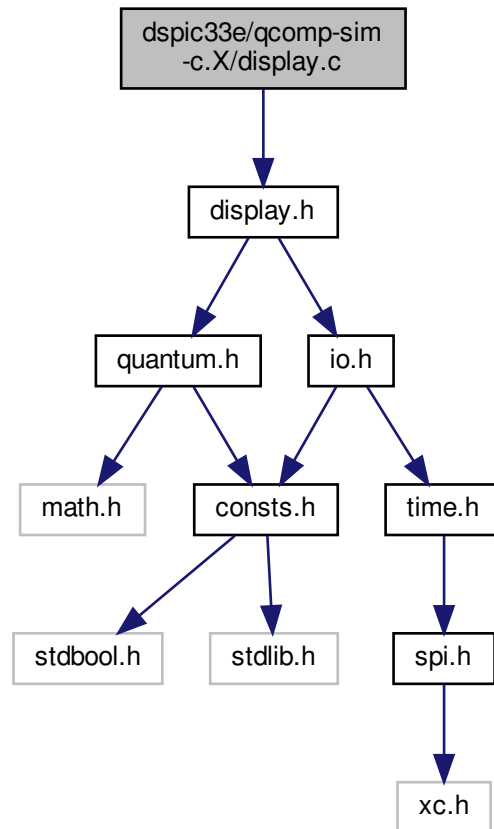 dspic33e/qcomp-sim
-c.X/display.c
display.h
quantum.h
io.h
math.h
consts.h
time.h
stdbool.h
stdlib.h
spi.h
xc.h